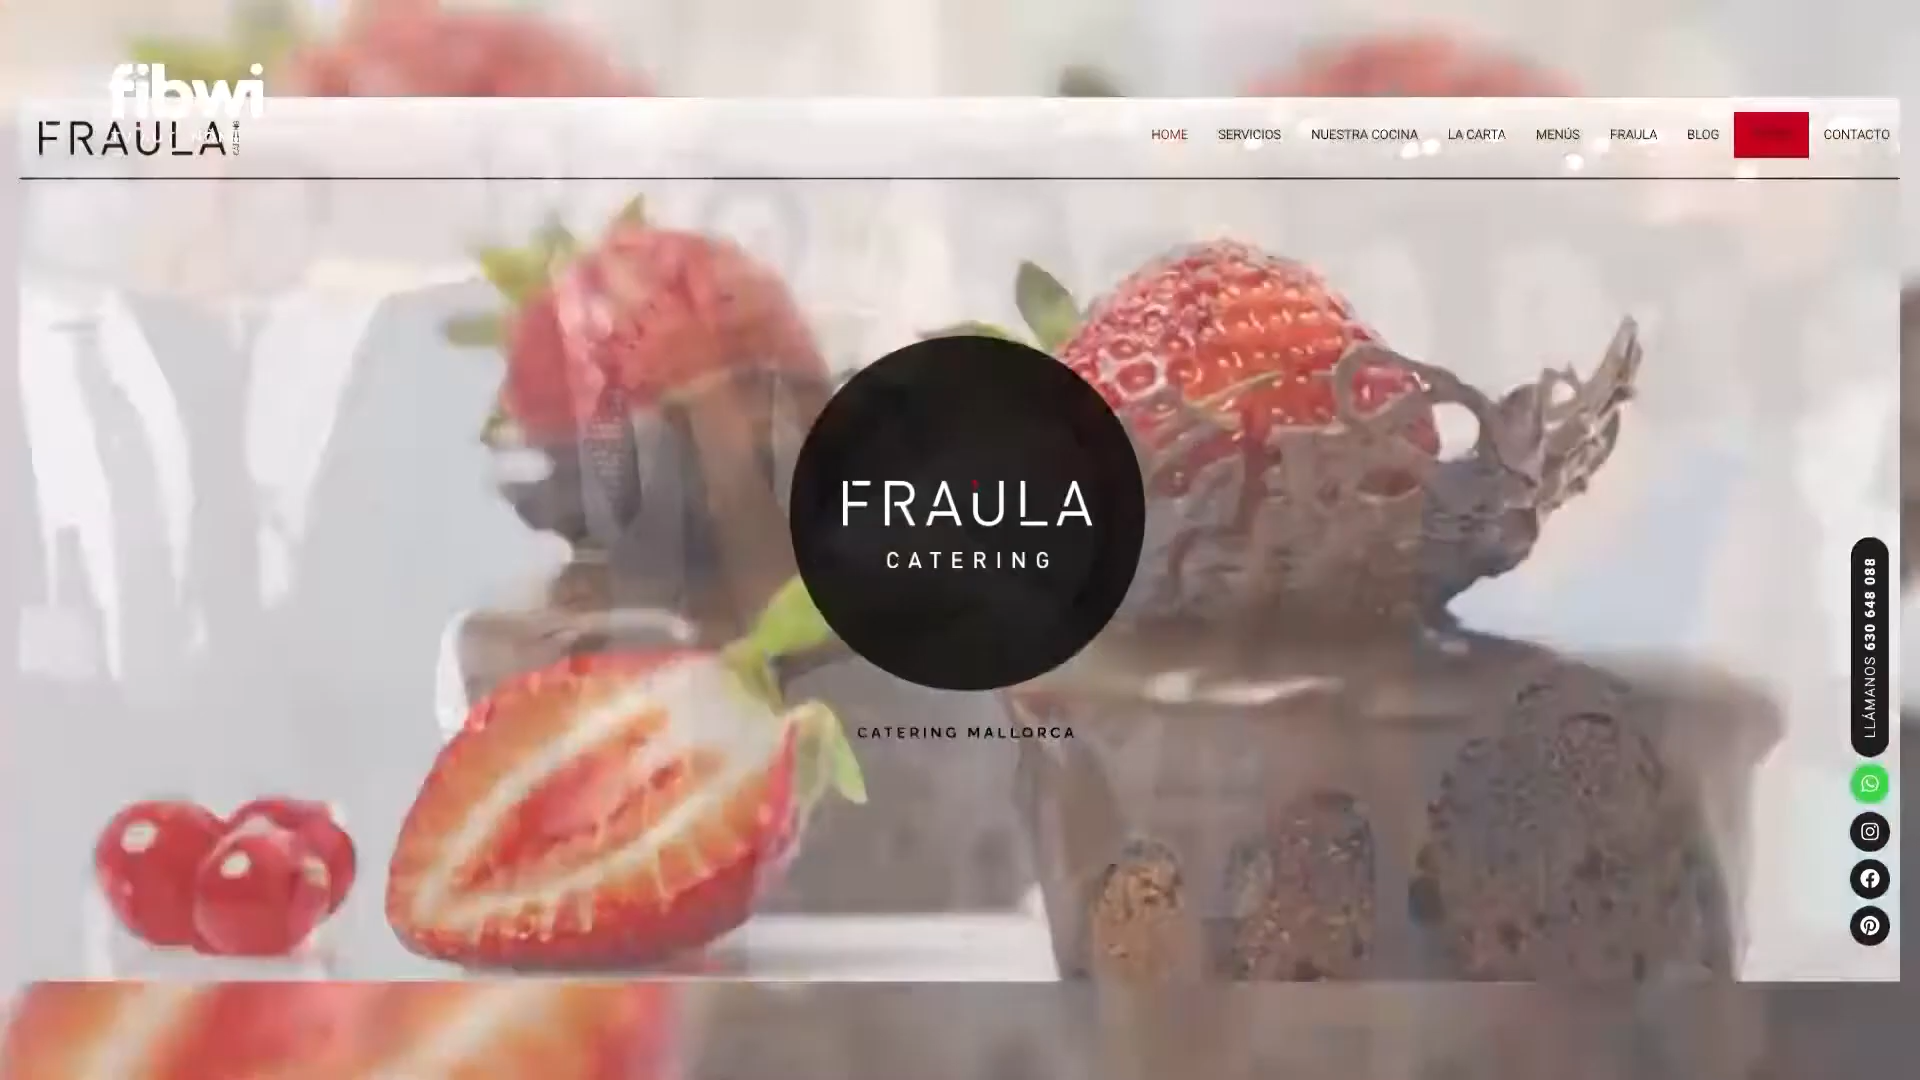 fibwi
FRAULA
HOME SERVICIOS NUESTRA COCINA LA CARTA MENÚS FRAULA BLOG CONTACTO
FRAULA
CATERING
CATERING MALLORCA
LLÁMANOS 630 648 088